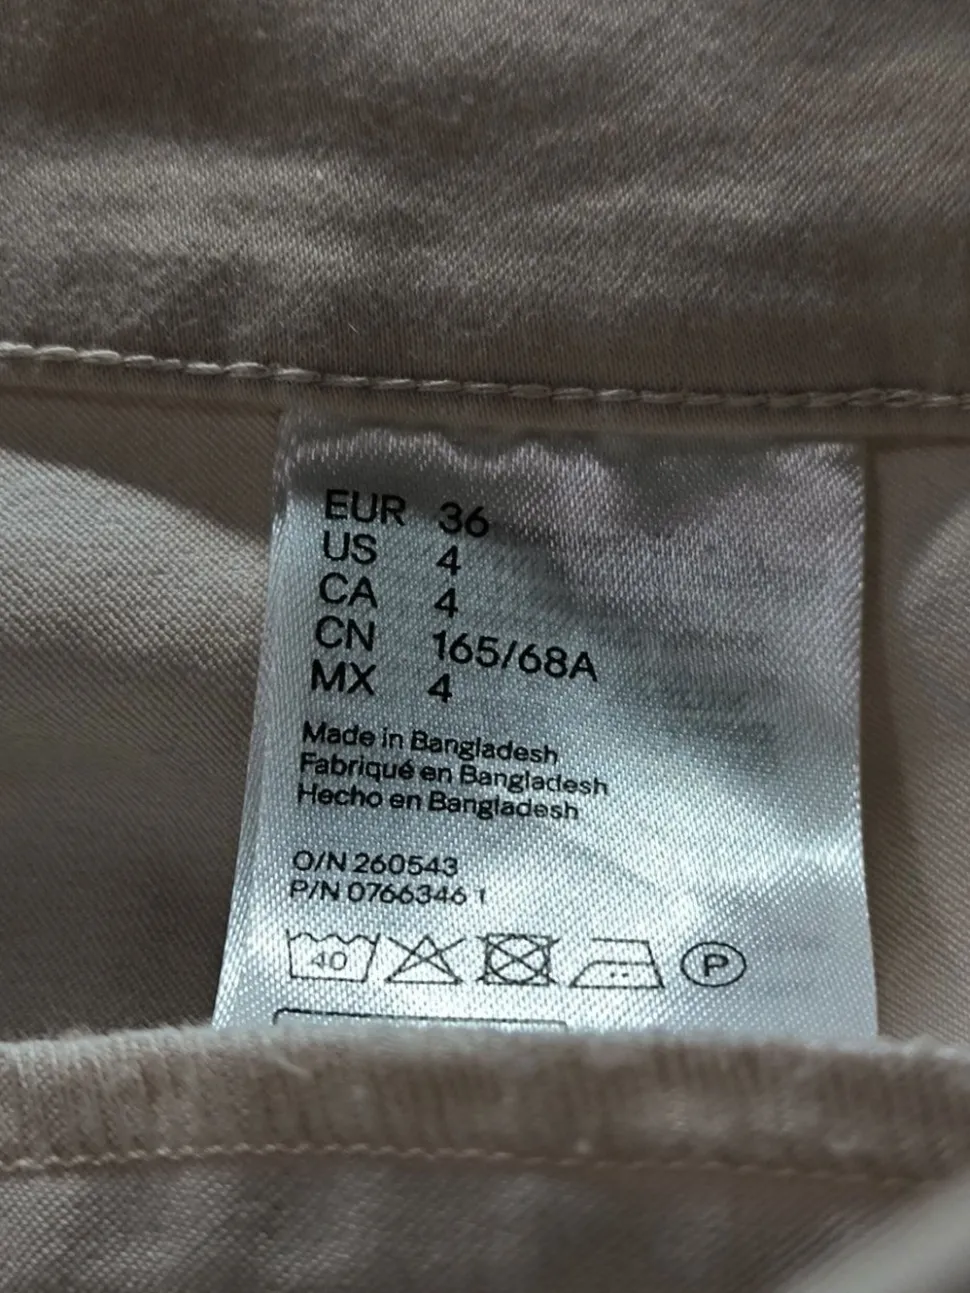 EUR 36
US 4
CA 4
CN 165/68A
MX 4
Made in Bangladesh
Fabriqué en Bangladesh
Hecho en Bangladesh
O/N 260543
P/N 0766346 1
40
P